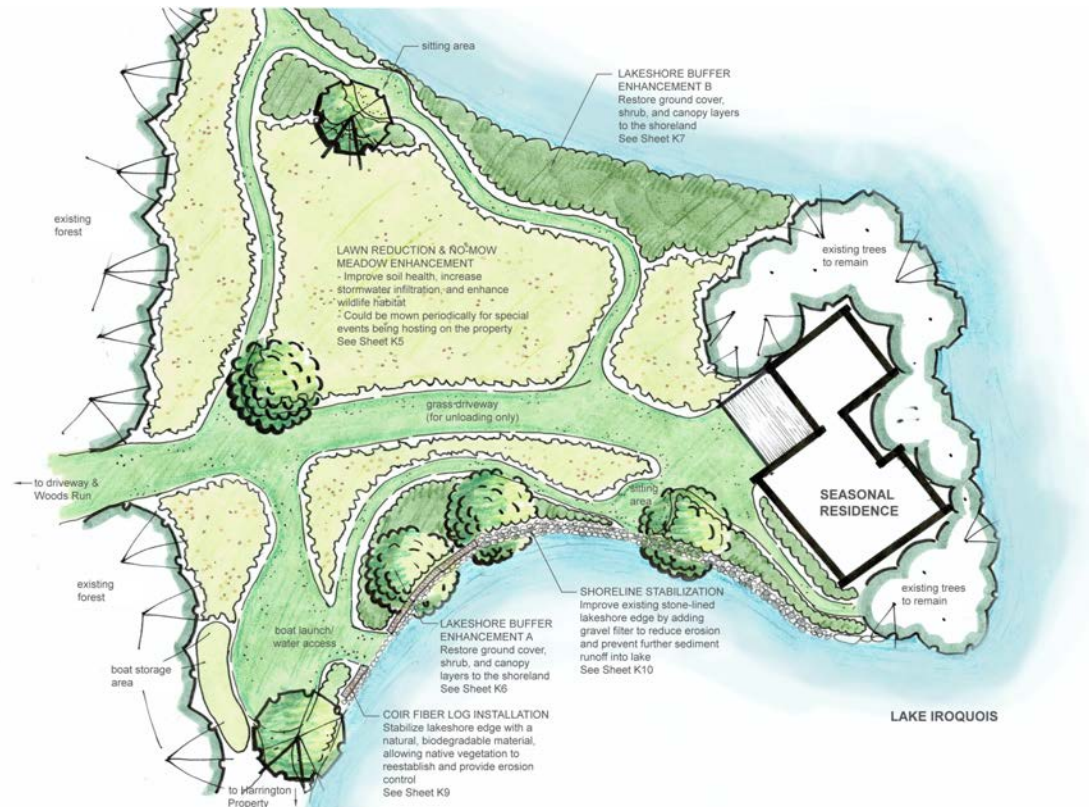 sitting area
LAKESHORE BUFFER
ENHANCEMENT B
Restore ground cover,
shrub, and canopy layers
to the shoreland
See Sheet K7
existing
forest
existing trees
to remain
LAWN REDUCTION & NO-MOW
MEADOW ENHANCEMENT
- Improve soil health, increase
stormwater infiltration, and enhance
wildlife habitat
- Could be mown periodically for special
events being hosting on the property
See Sheet K5
grass driveway
(for unloading only)
to driveway &
Woods Run
sitting
area
SEASONAL
RESIDENCE
existing
forest
existing trees
to remain
boat launch/
water access
LAKESHORE BUFFER
ENHANCEMENT A
Restore ground cover,
shrub, and canopy
layers to the shoreland
See Sheet K6
SHORELINE STABILIZATION
Improve existing stone-lined
lakeshore edge by adding
gravel filter to reduce erosion
and prevent further sediment
runoff into lake
See Sheet K10
boat storage
area
COIR FIBER LOG INSTALLATION
Stabilize lakeshore edge with a
natural, biodegradable material,
allowing native vegetation to
reestablish and provide erosion
control
See Sheet K9
LAKE IROQUOIS
to Harrington
Property